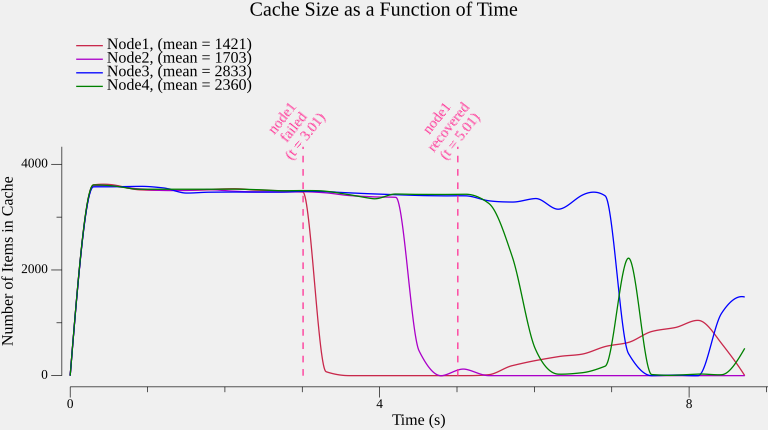 Cache Size as a Function of Time
Node1, (mean = 1421)
Node2, (mean = 1703)
Node3, (mean = 2833)
Node4, (mean = 2360)
node1
failed
(t = 3.01)
node1
recovered
(t = 5.01)
Number of Items in Cache
4000
2000
0
0
4
8
Time (s)